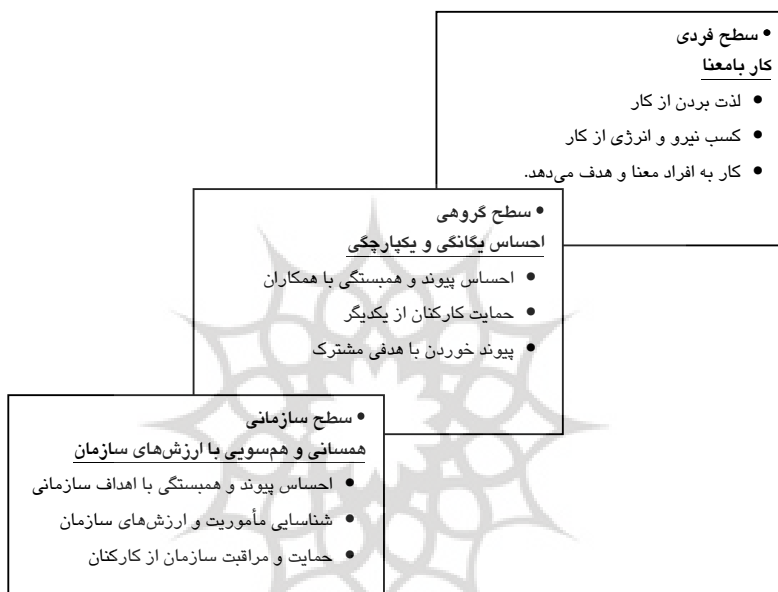 • سطح فردی
کار بامعنا
• لذت بردن از کار
• کسب نیرو و انرژی از کار
• کار به افراد معنا و هدف می‌دهد.
• سطح گروهی
احساس یگانگی و یکپارچگی
• احساس پیوند و همبستگی با همکاران
• حمایت کارکنان از یکدیگر
• پیوند خوردن با هدفی مشترک
• سطح سازمانی
همسانی و هم‌سویی با ارزش‌های سازمان
• احساس پیوند و همبستگی با اهداف سازمانی
• شناسایی مأموریت و ارزش‌های سازمان
• حمایت و مراقبت سازمان از کارکنان